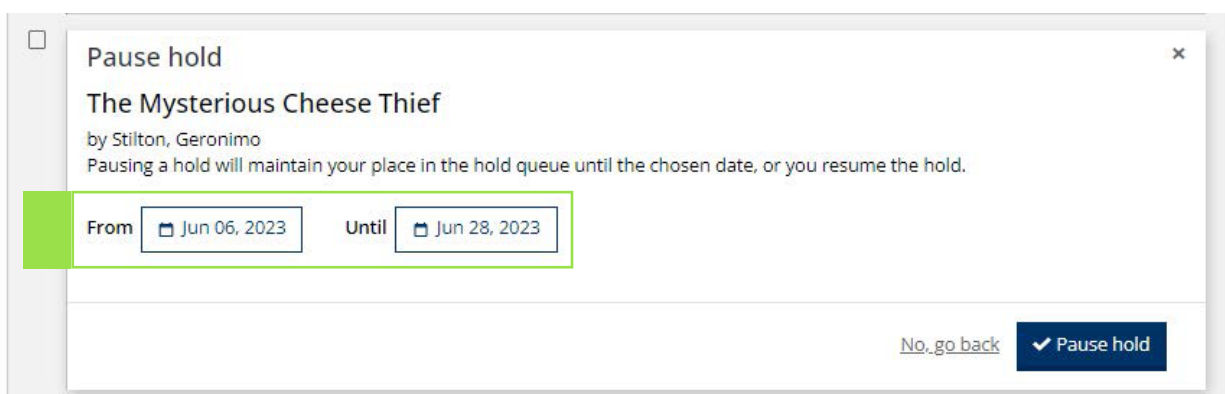 Pause hold
×
The Mysterious Cheese Thief
by Stilton, Geronimo
Pausing a hold will maintain your place in the hold queue until the chosen date, or you resume the hold.
From Jun 06, 2023 Until Jun 28, 2023
No, go back ✔ Pause hold